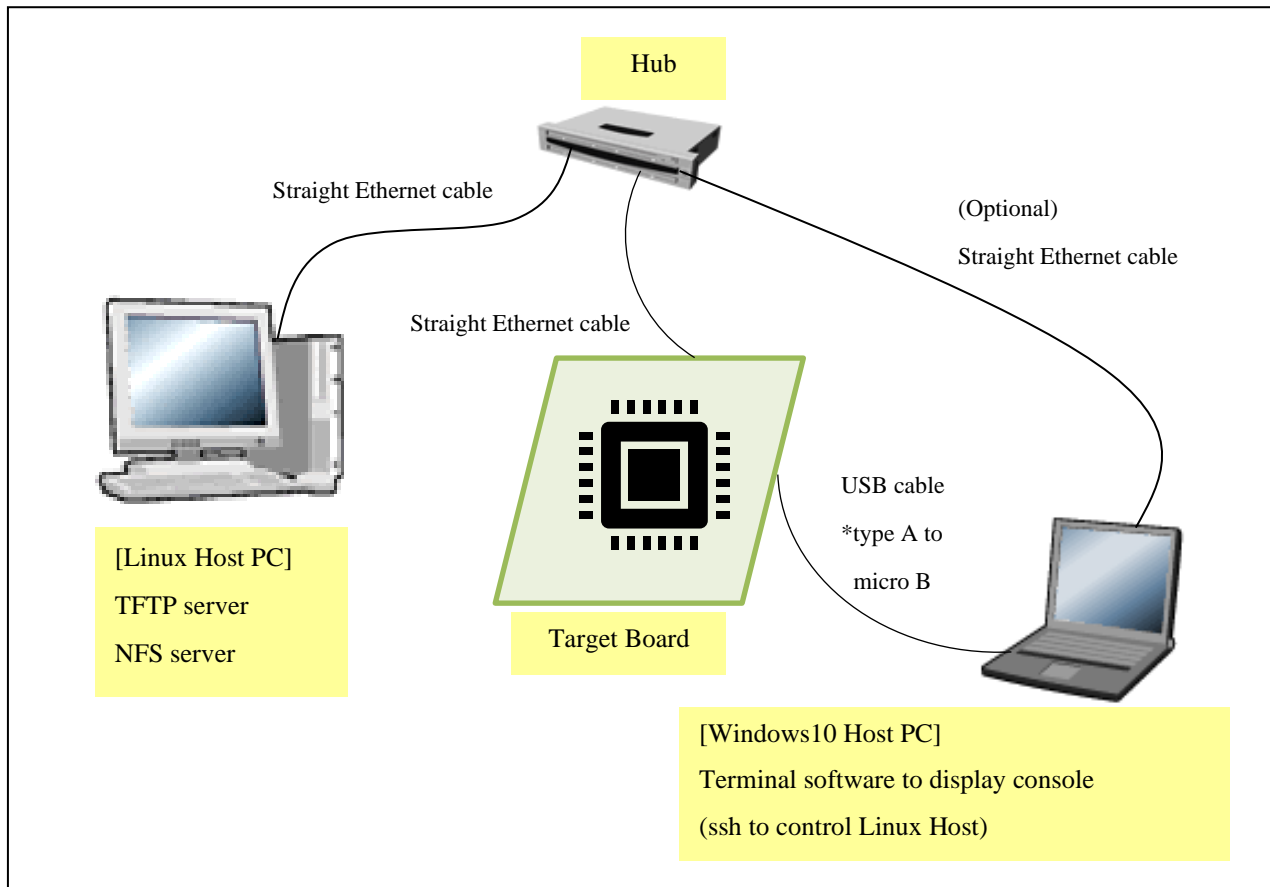 Hub
Straight Ethernet cable
(Optional)
Straight Ethernet cable
Straight Ethernet cable
USB cable
*type A to
micro B
[Linux Host PC]
TFTP server
NFS server
Target Board
[Windows10 Host PC]
Terminal software to display console
(ssh to control Linux Host)